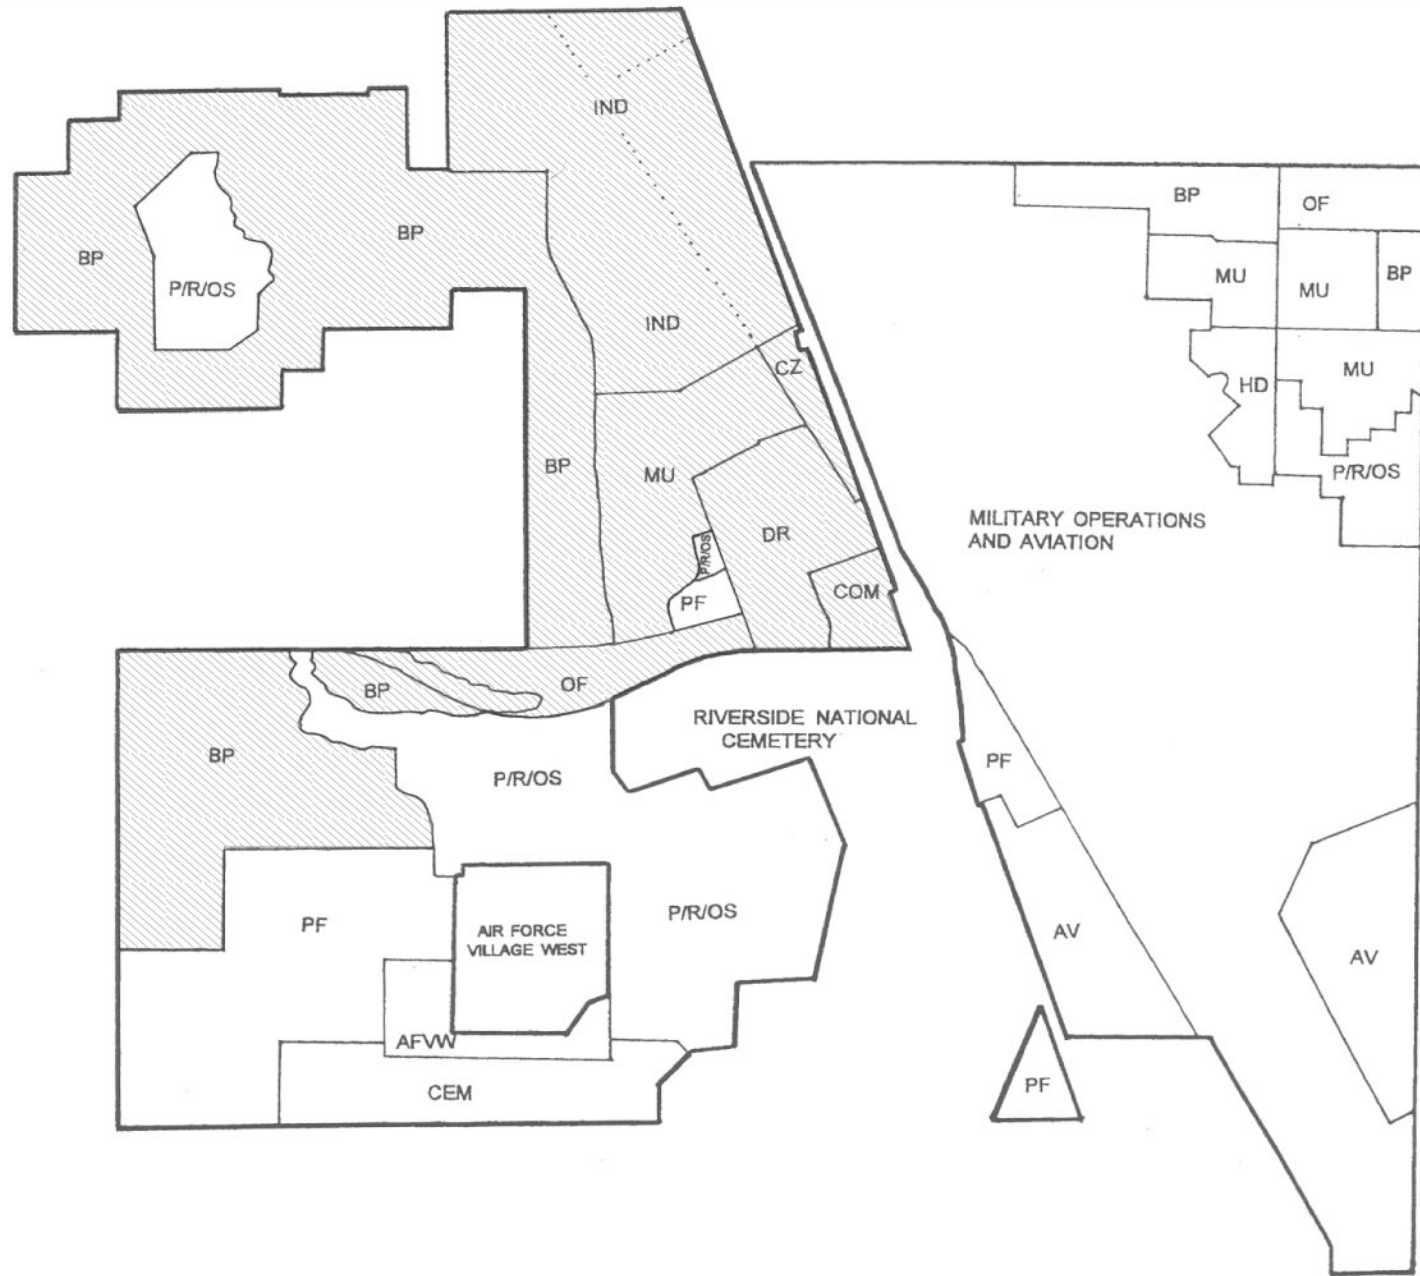 IND
BP
OF
BP
BP
P/R/OS
MU
MU
BP
IND
CZ
HD
MU
BP
MU
P/R/OS
MILITARY OPERATIONS
AND AVIATION
DR
P/R/OS
PF
COM
BP
OF
RIVERSIDE NATIONAL
CEMETERY
BP
P/R/OS
PF
PF
AIR FORCE
VILLAGE WEST
P/R/OS
AV
AV
AFVW
CEM
PF